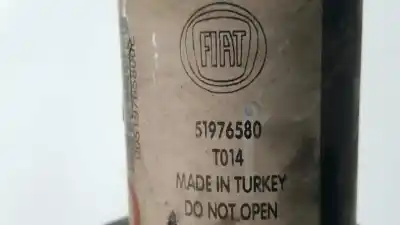 FIAT
51976580
T014
MADE IN TURKEY
DO NOT OPEN